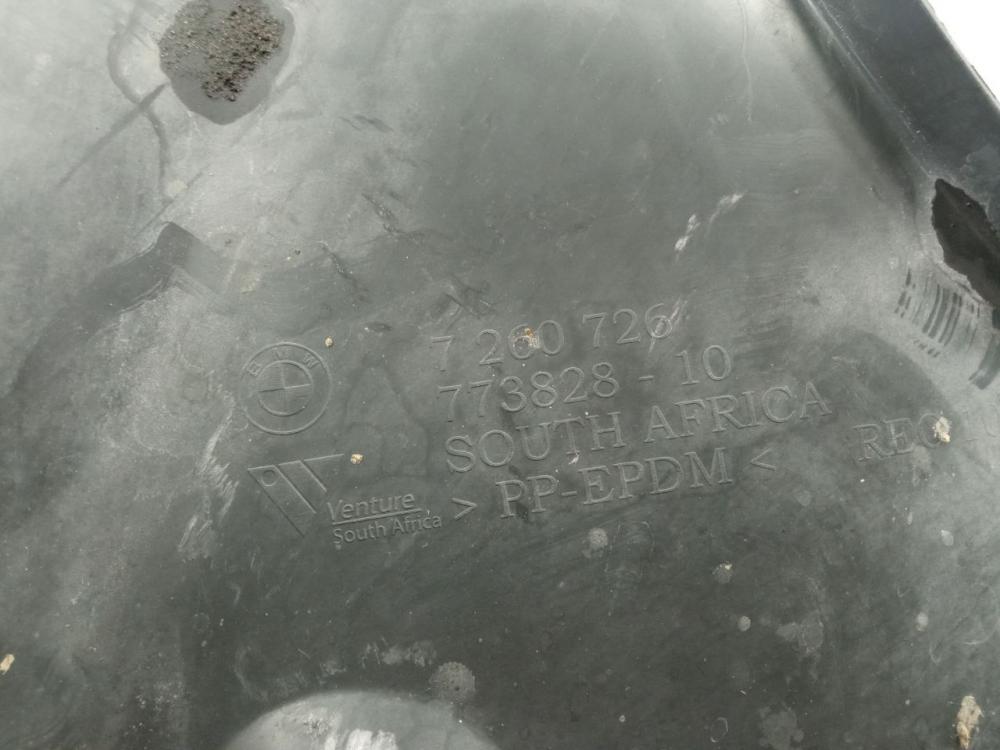 BMW
7 260 726
773828 - 10
SOUTH AFRICA
> PP-EPDM <
Venture
South Africa